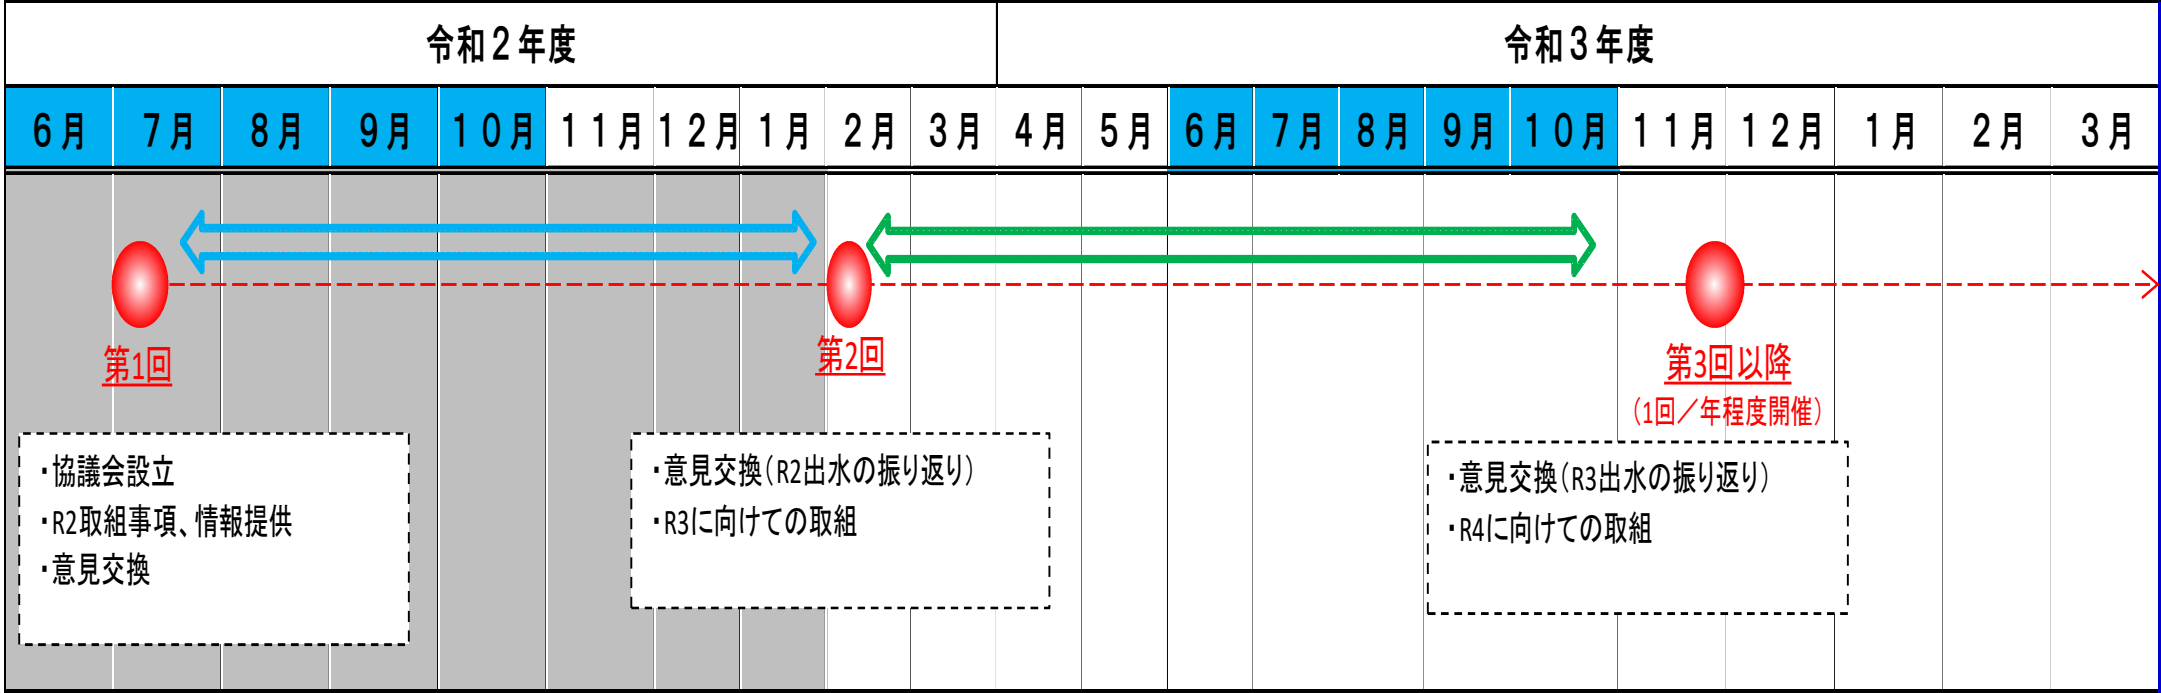 令和２年度
令和３年度
６月 ７月 ８月 ９月 １０月 １１月 １２月 １月 ２月 ３月 ４月 ５月 ６月 ７月 ８月 ９月 １０月 １１月 １２月 １月 ２月 ３月
第1回
第2回
第3回以降
（1回／年程度開催）
・協議会設立
・R2取組事項、情報提供
・意見交換
・意見交換（R2出水の振り返り）
・R3に向けての取組
・意見交換（R3出水の振り返り）
・R4に向けての取組